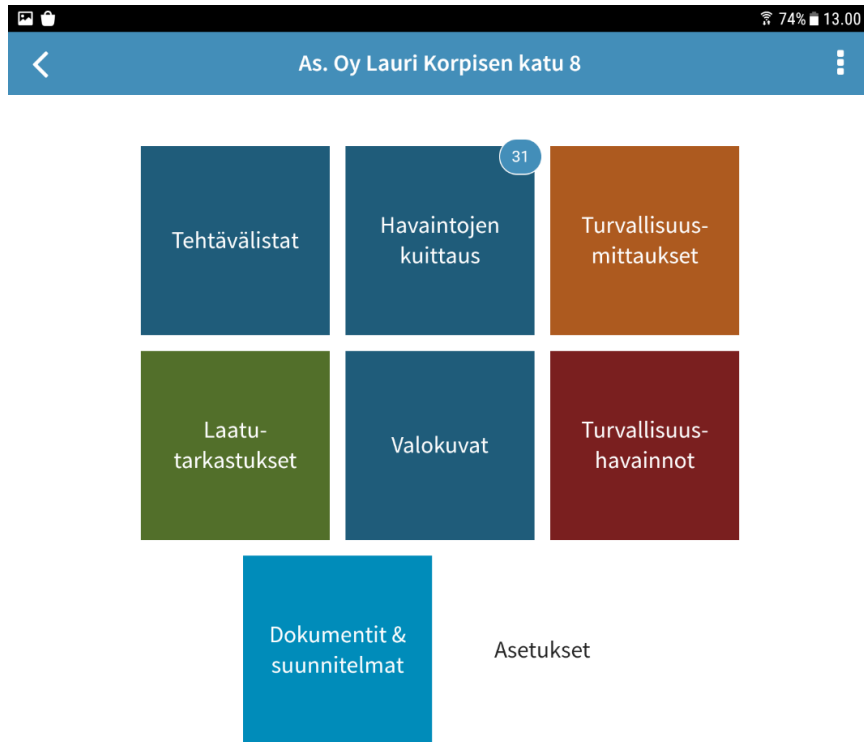 74% 13.00
As. Oy Lauri Korpisen katu 8
Tehtävälistat
31
Havaintojen
kuittaus
Turvallisuus-
mittaukset
Laatu-
tarkastukset
Valokuvat
Turvallisuus-
havainnot
Dokumentit &
suunnitelmat
Asetukset